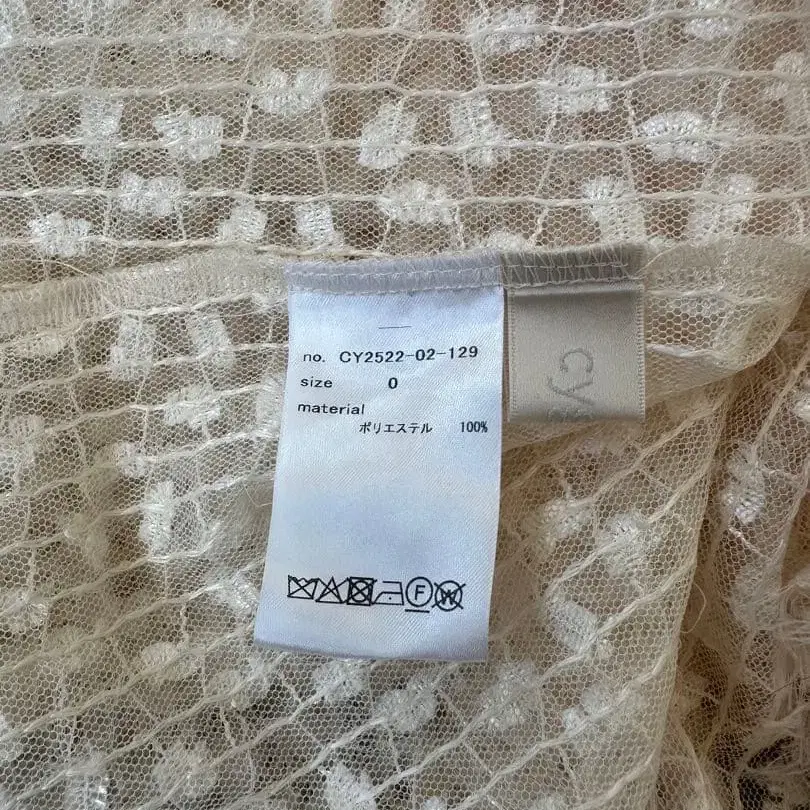 no. CY2522-02-129
size 0
material
ポリエステル 100%
F
W